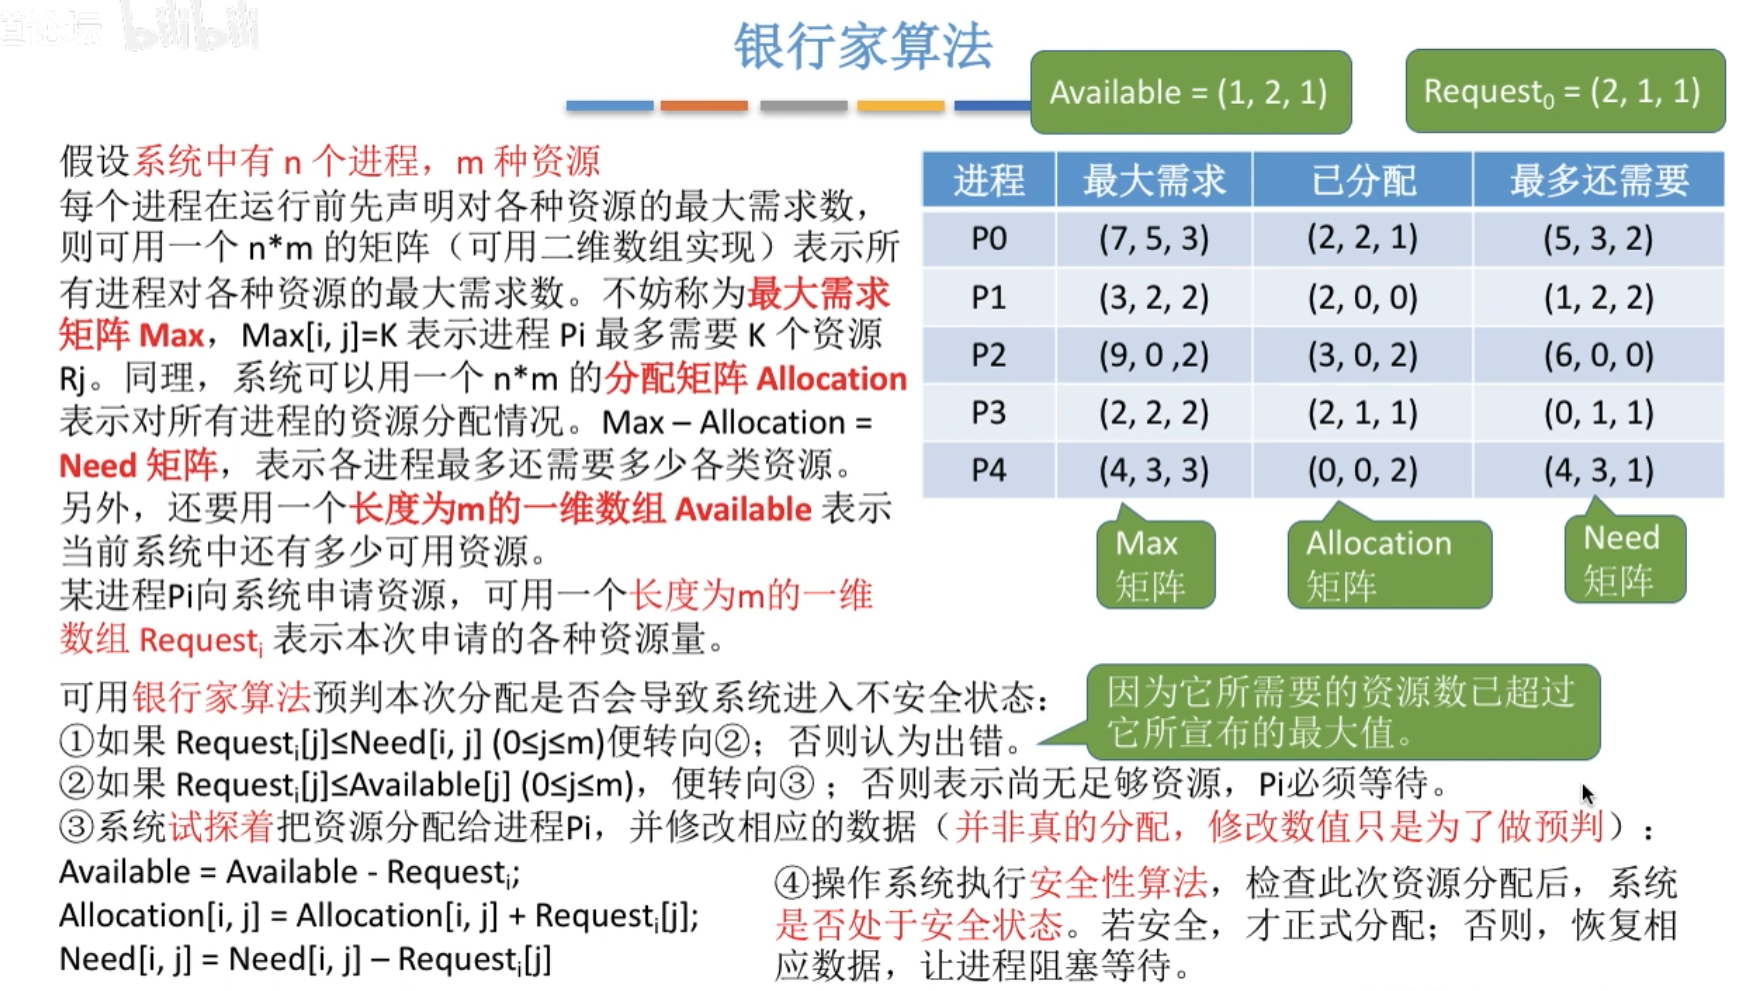 道论坛 bilibili
银行家算法
Available = (1, 2, 1)
Request0 = (2, 1, 1)
假设系统中有 n 个进程，m 种资源
每个进程在运行前先声明对各种资源的最大需求数，
则可用一个 n*m 的矩阵（可用二维数组实现）表示所
有进程对各种资源的最大需求数。不妨称为最大需求
矩阵 Max，Max[i, j]=K 表示进程 Pi 最多需要 K 个资源
Rj。同理，系统可以用一个 n*m 的分配矩阵 Allocation
表示对所有进程的资源分配情况。Max – Allocation =
Need 矩阵，表示各进程最多还需要多少各类资源。
另外，还要用一个长度为m的一维数组 Available 表示
当前系统中还有多少可用资源。
某进程Pi向系统申请资源，可用一个长度为m的一维
数组 Requesti 表示本次申请的各种资源量。
进程 最大需求 已分配 最多还需要
P0 (7, 5, 3) (2, 2, 1) (5, 3, 2)
P1 (3, 2, 2) (2, 0, 0) (1, 2, 2)
P2 (9, 0 ,2) (3, 0, 2) (6, 0, 0)
P3 (2, 2, 2) (2, 1, 1) (0, 1, 1)
P4 (4, 3, 3) (0, 0, 2) (4, 3, 1)
Max
矩阵
Allocation
矩阵
Need
矩阵
可用银行家算法预判本次分配是否会导致系统进入不安全状态：
①如果 Requesti[j]≤Need[i, j] (0≤j≤m)便转向②；否则认为出错。
因为它所需要的资源数已超过
它所宣布的最大值。
②如果 Requesti[j]≤Available[j] (0≤j≤m)，便转向③；否则表示尚无足够资源，Pi必须等待。
③系统试探着把资源分配给进程Pi，并修改相应的数据（并非真的分配，修改数值只是为了做预判）：
Available = Available - Requesti;
Allocation[i, j] = Allocation[i, j] + Requesti[j];
Need[i, j] = Need[i, j] – Requesti[j]
④操作系统执行安全性算法，检查此次资源分配后，系统
是否处于安全状态。若安全，才正式分配；否则，恢复相
应数据，让进程阻塞等待。